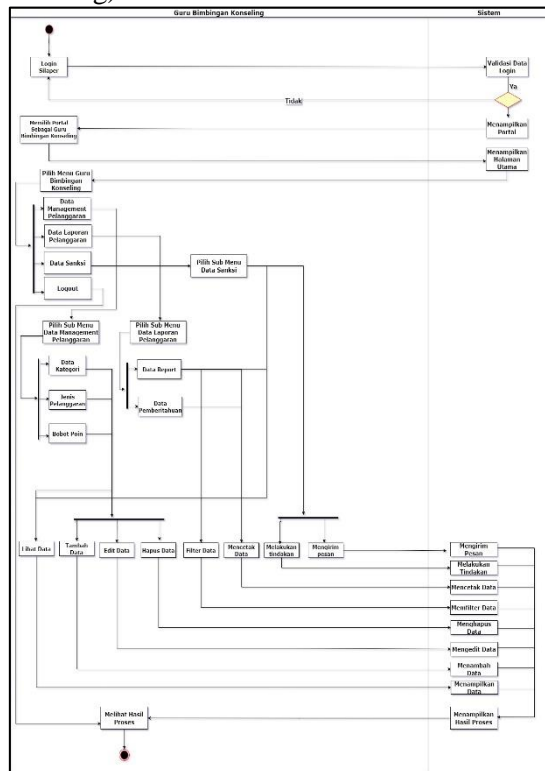 Guru Bimbingan Konseling
Sistem
Login
Silaper
Validasi Data
Login
Ya
Tidak
Menampilkan
Portal
Memilih Portal
Sebagai Guru
Bimbingan Konseling
Menampilkan
Halaman
Utama
Pilih Menu Guru
Bimbingan
Konseling
Data
Management
Pelanggaran
Data Laporan
Pelanggaran
Data Sanksi
Logout
Pilih Sub Menu
Data Sanksi
Pilih Sub Menu
Data Management
Pelanggaran
Pilih Sub Menu
Data Laporan
Pelanggaran
Data
Kategori
Jenis
Pelanggaran
Bobot Poin
Data Report
Data
Pemberitahuan
Lihat Data
Tambah
Data
Edit Data
Hapus Data
Filter Data
Mencetak
Data
Melakukan
tindakan
Mengirim
pesan
Mengirim
Pesan
Melakukan
Tindakan
Mencetak Data
Memfilter Data
Menghapus
Data
Mengedit Data
Menambah
Data
Menampilkan
Data
Melihat Hasil
Proses
Menampilkan
Hasil Proses